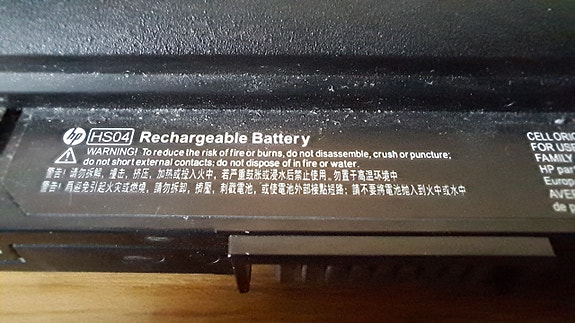 hp HS04 Rechargeable Battery
WARNING! To reduce the risk of fire or burns, do not disassemble, crush or puncture;
do not short external contacts; do not dispose of in fire or water.
警告! 请勿拆解, 撞击, 挤压, 加热或投入火中, 若严重鼓胀或浸水后禁止使用, 勿置于高温环境中
警告! 為避免引起火災或燃燒, 請勿拆卸, 擠壓, 刺戳電池, 或使電池外部接點短路; 請不要將電池拋入到火中或水中
CELLORIG
FOR USE
FAMILY
HP part
Europe
AVER
de p